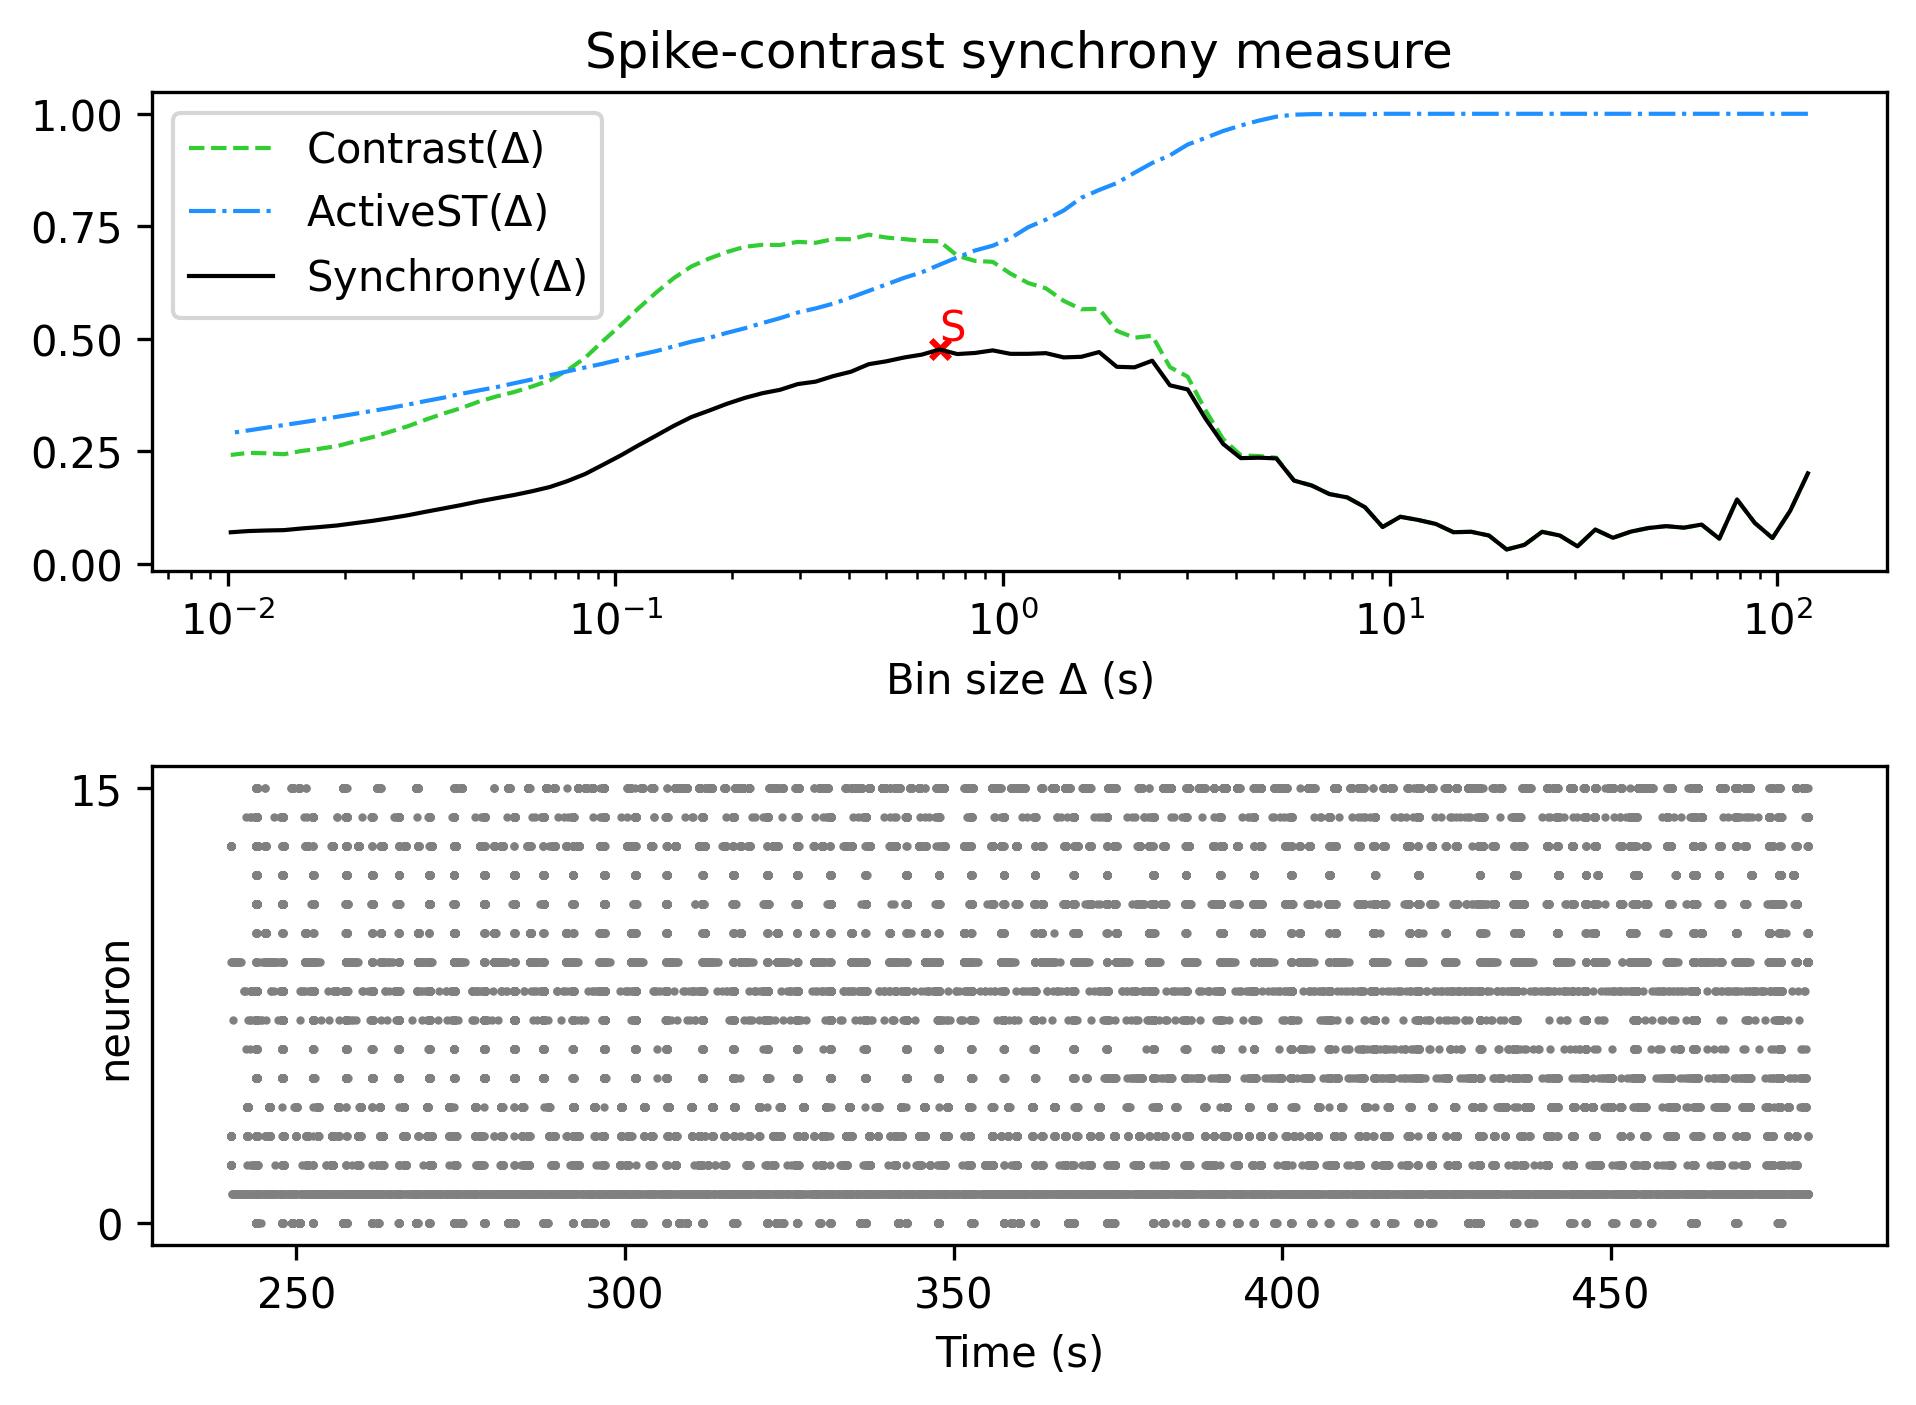 Spike-contrast synchrony measure
1.00
0.75
0.50
0.25
0.00
Contrast(Δ)
ActiveST(Δ)
Synchrony(Δ)
S
10⁻² 10⁻¹ 10⁰ 10¹ 10²
Bin size Δ (s)
15
neuron
0
250 300 350 400 450
Time (s)